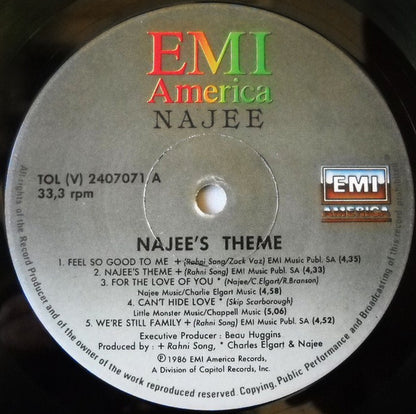 EMI
America
NAJEE
TOL (V) 2407071 A
33,3 rpm
EMI
AMERICA
NAJEE'S THEME
1. FEEL SO GOOD TO ME + (Rahni Song/Zack Vaz) EMI Music Publ. SA (4,35)
2. NAJEE'S THEME + (Rahni Song) EMI Music Publ. SA (4,33)
3. FOR THE LOVE OF YOU * (Najee/C.Elgart/R.Branson)
Najee Music/Charlie Elgart Music (4,58)
4. CAN'T HIDE LOVE * (Skip Scarborough)
Little Monster Music/Chappell Music (5,06)
5. WE'RE STILL FAMILY + (Rahni Song) EMI Music Publ. SA (4,52)
Executive Producer : Beau Huggins
Produced by : + Rahni Song, * Charles Elgart & Najee
℗ 1986 EMI America Records,
A Division of Capitol Records, Inc.
All rights of the Record Producer and of the owner of the work reproduced reserved. Copying, Public Performance and Broadcasting of this record prohibited.